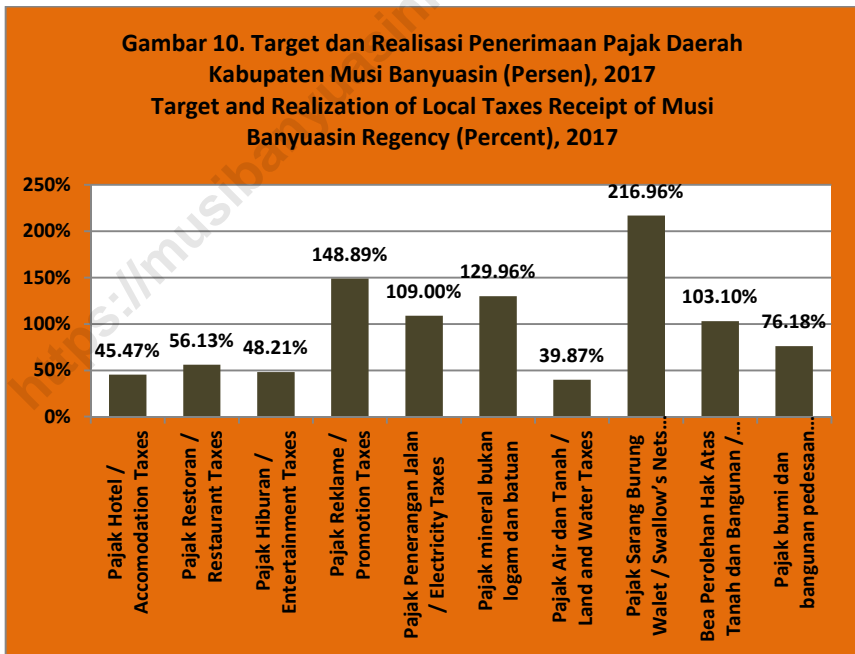 Gambar 10. Target dan Realisasi Penerimaan Pajak Daerah
Kabupaten Musi Banyuasin (Persen), 2017
Target and Realization of Local Taxes Receipt of Musi
Banyuasin Regency (Percent), 2017
250%
200%
150%
100%
50%
0%
45.47%
56.13%
48.21%
148.89%
109.00%
129.96%
39.87%
216.96%
103.10%
76.18%
Pajak Hotel /
Accomodation Taxes
Pajak Restoran /
Restaurant Taxes
Pajak Hiburan /
Entertainment Taxes
Pajak Reklame /
Promotion Taxes
Pajak Penerangan Jalan
/ Electricity Taxes
Pajak mineral bukan
logam dan batuan
Pajak Air dan Tanah /
Land and Water Taxes
Pajak Sarang Burung
Walet / Swallow's Nets...
Bea Perolehan Hak Atas
Tanah dan Bangunan /...
Pajak bumi dan
bangunan pedesaan...